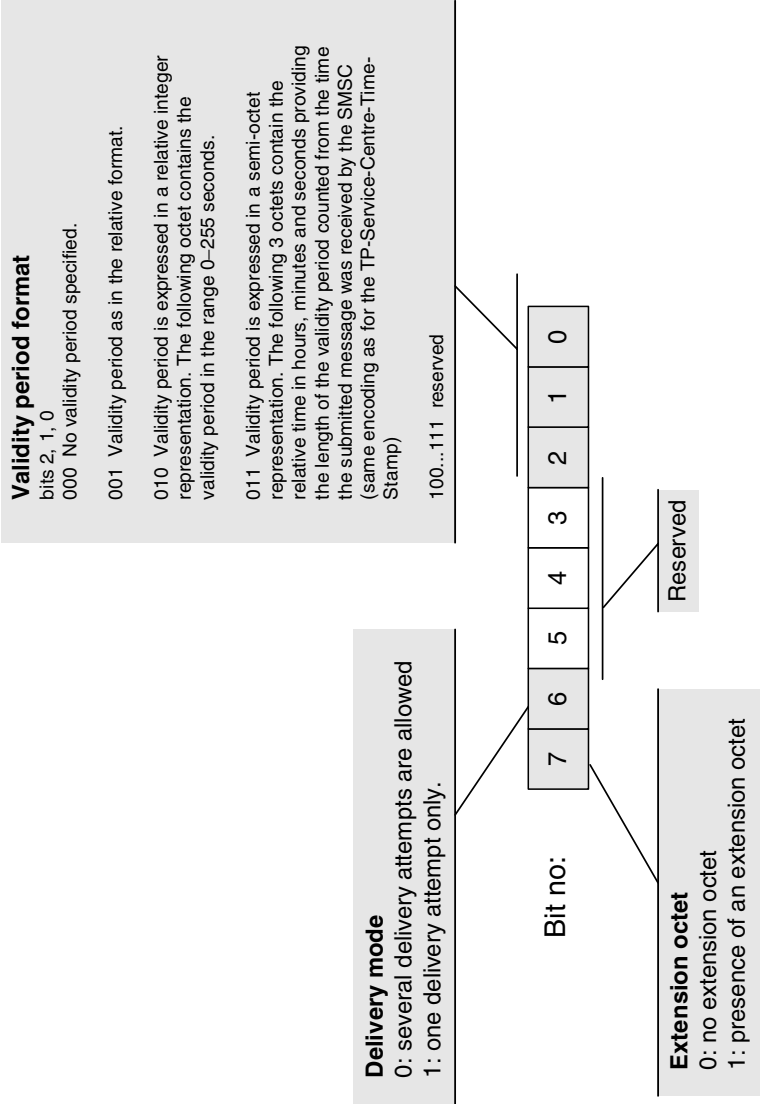 Validity period format
bits 2, 1, 0
000 No validity period specified.
001 Validity period as in the relative format.
010 Validity period is expressed in a relative integer
representation. The following octet contains the
validity period in the range 0–255 seconds.
011 Validity period is expressed in a semi-octet
representation. The following 3 octets contain the
relative time in hours, minutes and seconds providing
the length of the validity period counted from the time
the submitted message was received by the SMSC
(same encoding as for the TP-Service-Centre-Time-
Stamp)
100...111 reserved
Delivery mode
0: several delivery attempts are allowed
1: one delivery attempt only.
Bit no: 7 6 5 4 3 2 1 0
Reserved
Extension octet
0: no extension octet
1: presence of an extension octet